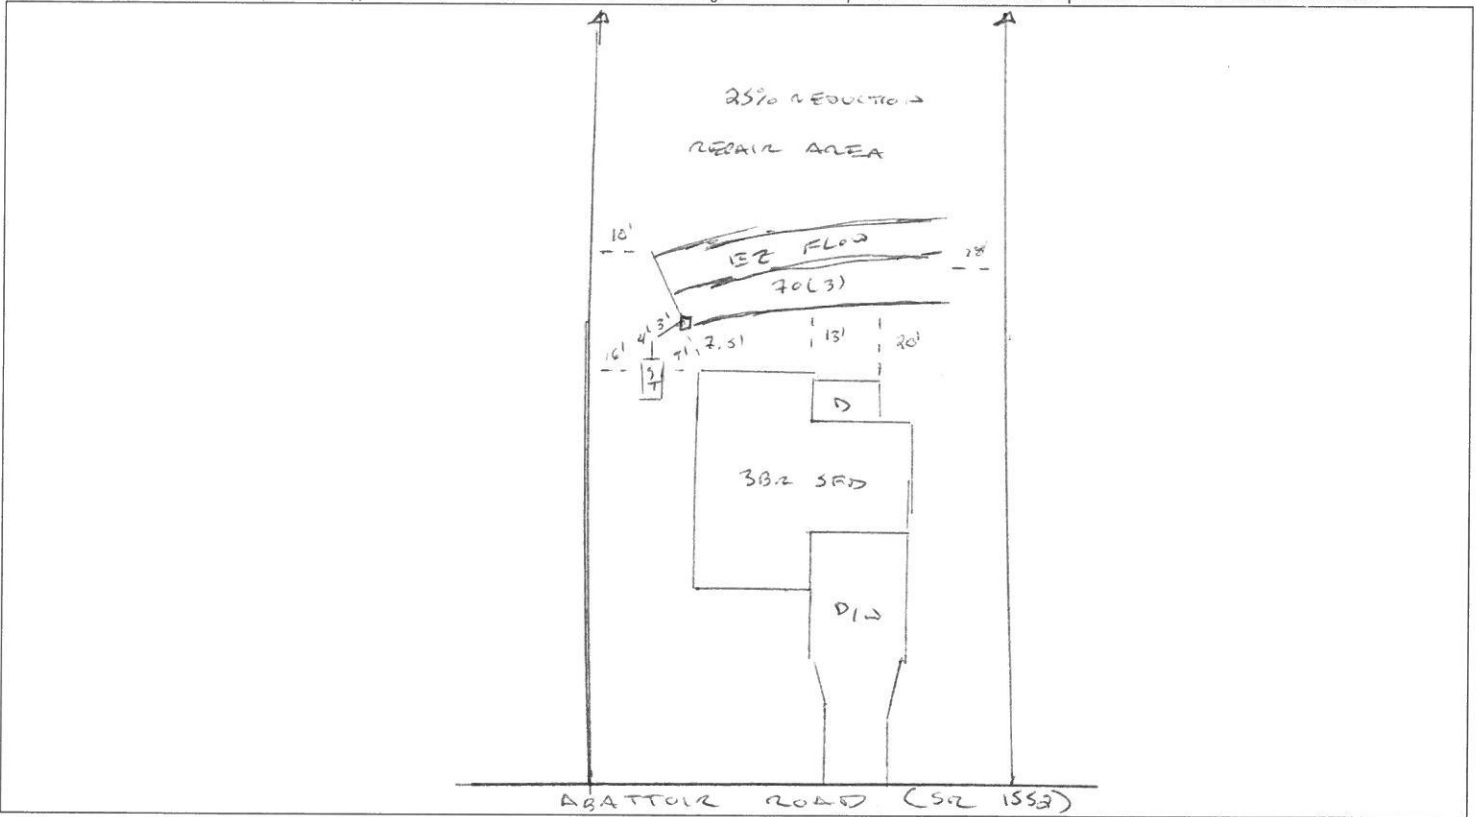 25% REDUCTION
REPAIR AREA
10'
EZ FLOW
28'
70(3)
4' 3'
7.5'
13'
20'
16'
ST
D
3BR SFD
D/W
ABATTOIR ROAD (SR 1552)